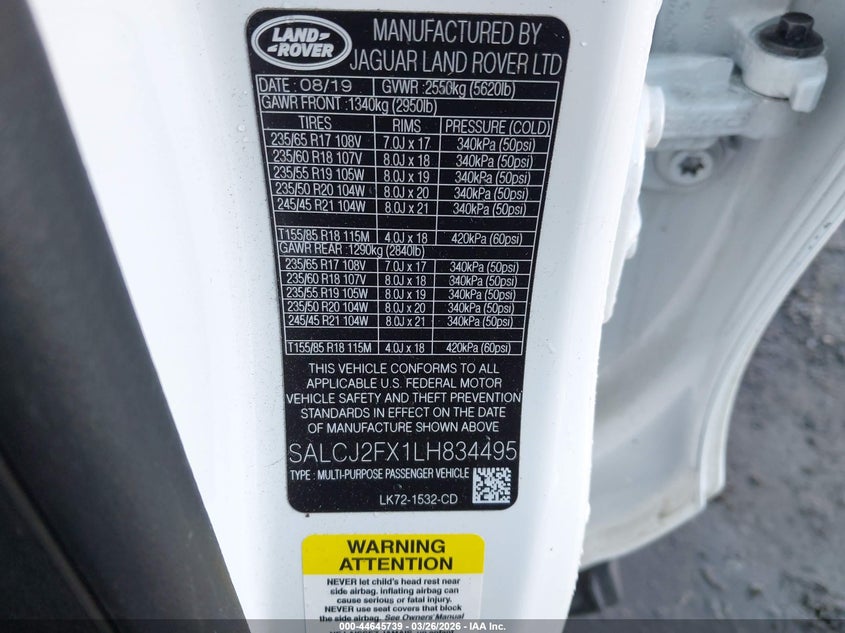 LAND-
-ROVER
MANUFACTURED BY
JAGUAR LAND ROVER LTD
DATE : 08/19 GVWR : 2550kg (5620lb)
GAWR FRONT : 1340kg (2950lb)
TIRES RIMS PRESSURE (COLD)
235/65 R17 108V 7.0J x 17 340kPa (50psi)
235/60 R18 107V 8.0J x 18 340kPa (50psi)
235/55 R19 105W 8.0J x 19 340kPa (50psi)
235/50 R20 104W 8.0J x 20 340kPa (50psi)
245/45 R21 104W 8.0J x 21 340kPa (50psi)
T155/85 R18 115M 4.0J x 18 420kPa (60psi)
GAWR REAR : 1290kg (2840lb)
235/65 R17 108V 7.0J x 17 340kPa (50psi)
235/60 R18 107V 8.0J x 18 340kPa (50psi)
235/55 R19 105W 8.0J x 19 340kPa (50psi)
235/50 R20 104W 8.0J x 20 340kPa (50psi)
245/45 R21 104W 8.0J x 21 340kPa (50psi)
T155/85 R18 115M 4.0J x 18 420kPa (60psi)
THIS VEHICLE CONFORMS TO ALL
APPLICABLE U.S. FEDERAL MOTOR
VEHICLE SAFETY AND THEFT PREVENTION
STANDARDS IN EFFECT ON THE DATE
OF MANUFACTURE SHOWN ABOVE
SALCJ2FX1LH834495
TYPE : MULTI-PURPOSE PASSENGER VEHICLE
LK72-1532-CD
WARNING
ATTENTION
NEVER let child's head rest near
side airbag. inflating airbag can
cause serious or fatal injury.
NEVER use seat covers that block
the side airbag. See Owners' Manual
000-44645739 - 03/26/2026 - IAA Inc.